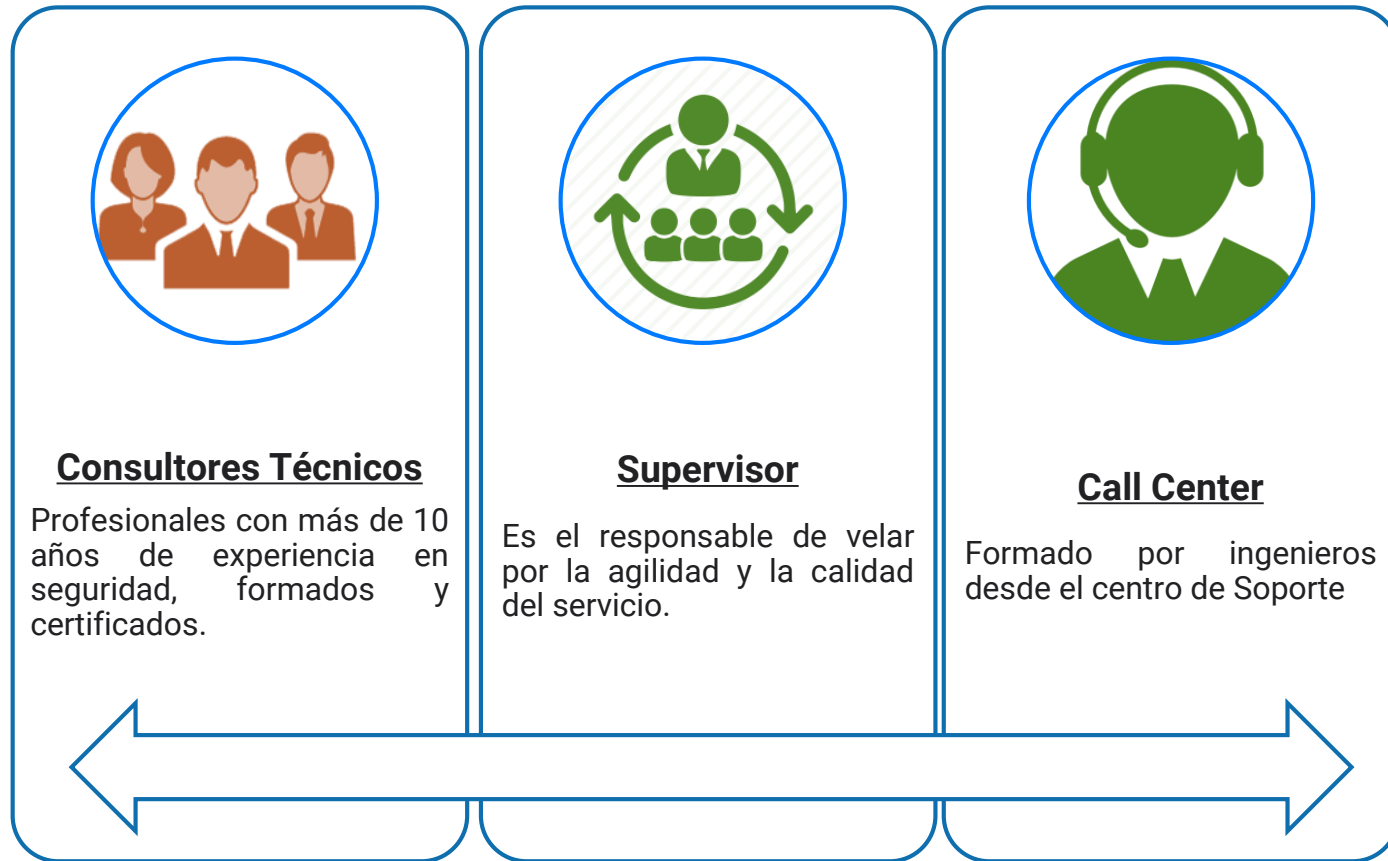 Consultores Técnicos
Profesionales con más de 10
años de experiencia en
seguridad, formados y
certificados.
Supervisor
Es el responsable de velar
por la agilidad y la calidad
del servicio.
Call Center
Formado por ingenieros
desde el centro de Soporte